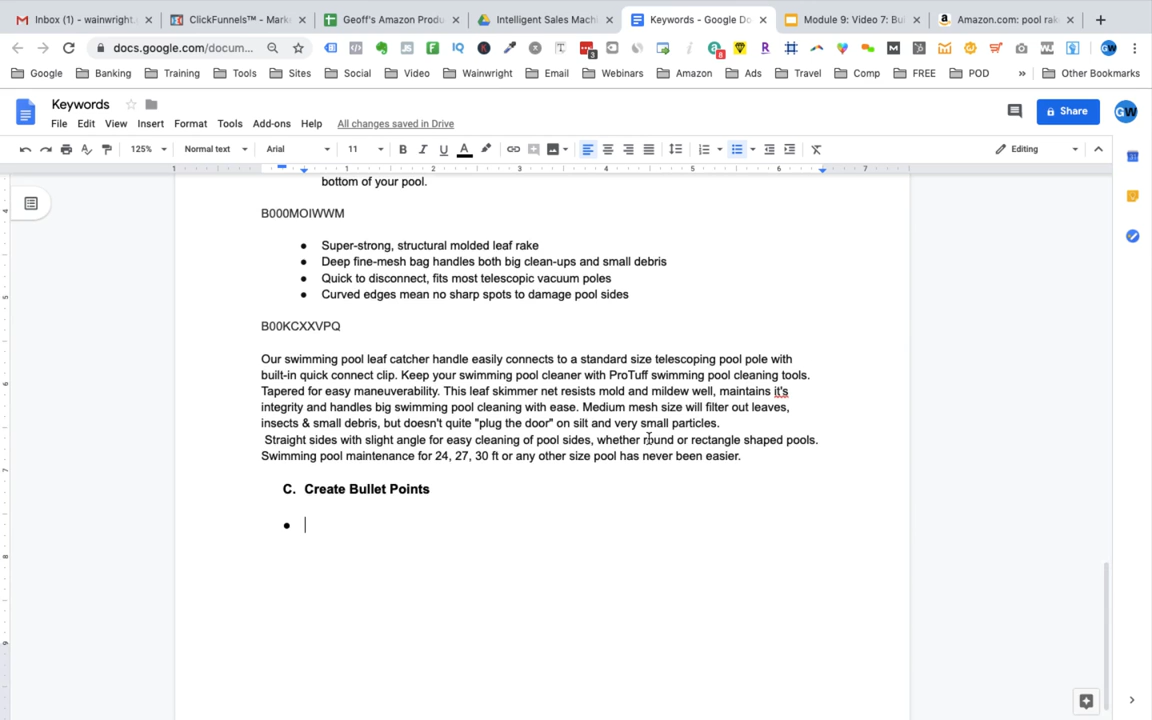 Inbox (1) - wainwright.
ClickFunnels™ - Marke
Geoff's Amazon Produ
Intelligent Sales Machi
Keywords - Google Do
Module 9: Video 7: Bui
Amazon.com: pool rak
docs.google.com/docum...
Google
Banking
Training
Tools
Sites
Social
Video
Wainwright
Email
Webinars
Amazon
Ads
Travel
Comp
FREE
POD
Other Bookmarks
Keywords
Share
GW
File Edit View Insert Format Tools Add-ons Help All changes saved in Drive
125% Normal text Arial 11 Editing
bottom of your pool.
B000MOIWWM
● Super-strong, structural molded leaf rake
● Deep fine-mesh bag handles both big clean-ups and small debris
● Quick to disconnect, fits most telescopic vacuum poles
● Curved edges mean no sharp spots to damage pool sides
B00KCXXVPQ
Our swimming pool leaf catcher handle easily connects to a standard size telescoping pool pole with
built-in quick connect clip. Keep your swimming pool cleaner with ProTuff swimming pool cleaning tools.
Tapered for easy maneuverability. This leaf skimmer net resists mold and mildew well, maintains it's
integrity and handles big swimming pool cleaning with ease. Medium mesh size will filter out leaves,
insects & small debris, but doesn't quite "plug the door" on silt and very small particles.
Straight sides with slight angle for easy cleaning of pool sides, whether round or rectangle shaped pools.
Swimming pool maintenance for 24, 27, 30 ft or any other size pool has never been easier.
C. Create Bullet Points
●